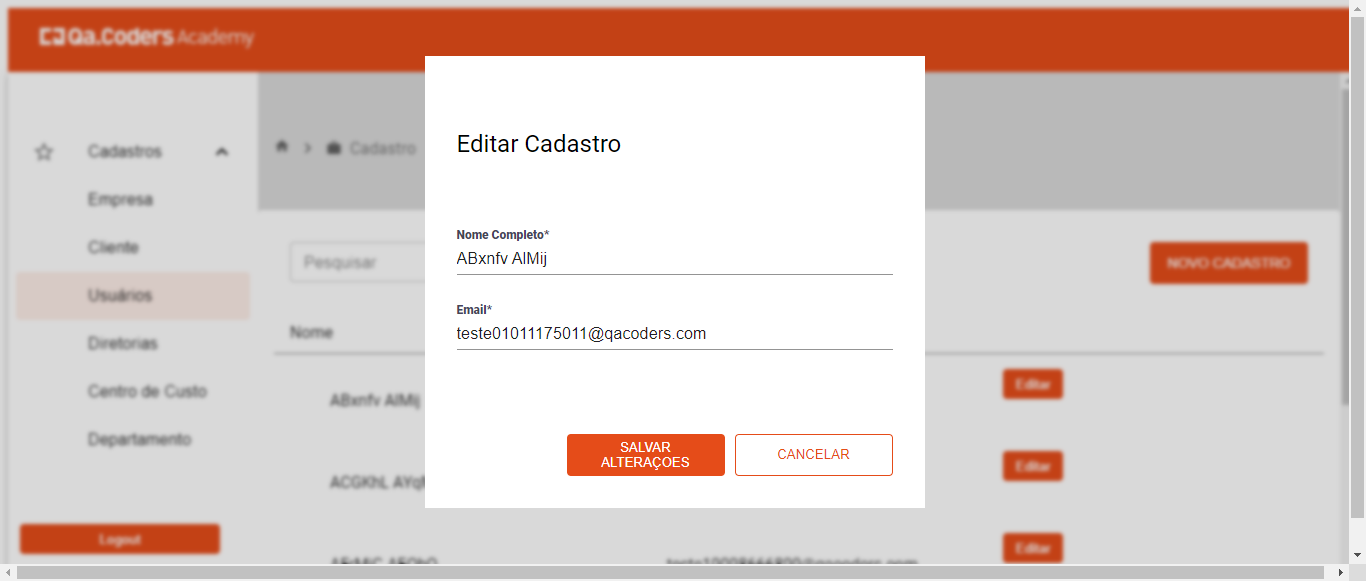 Qa.Coders Academy
Editar Cadastro
Cadastros
Cadastro
Empresa
Nome Completo*
ABxnfv AlMij
Cliente
Pesquisar
NOVO CADASTRO
Usuários
Email*
teste01011175011@qacoders.com
Nome
Diretorias
Editar
Centro de Custo
ABxnfv AlMij
Departamento
SALVAR
ALTERAÇOES
CANCELAR
Editar
ACGKhL
Logout
Editar